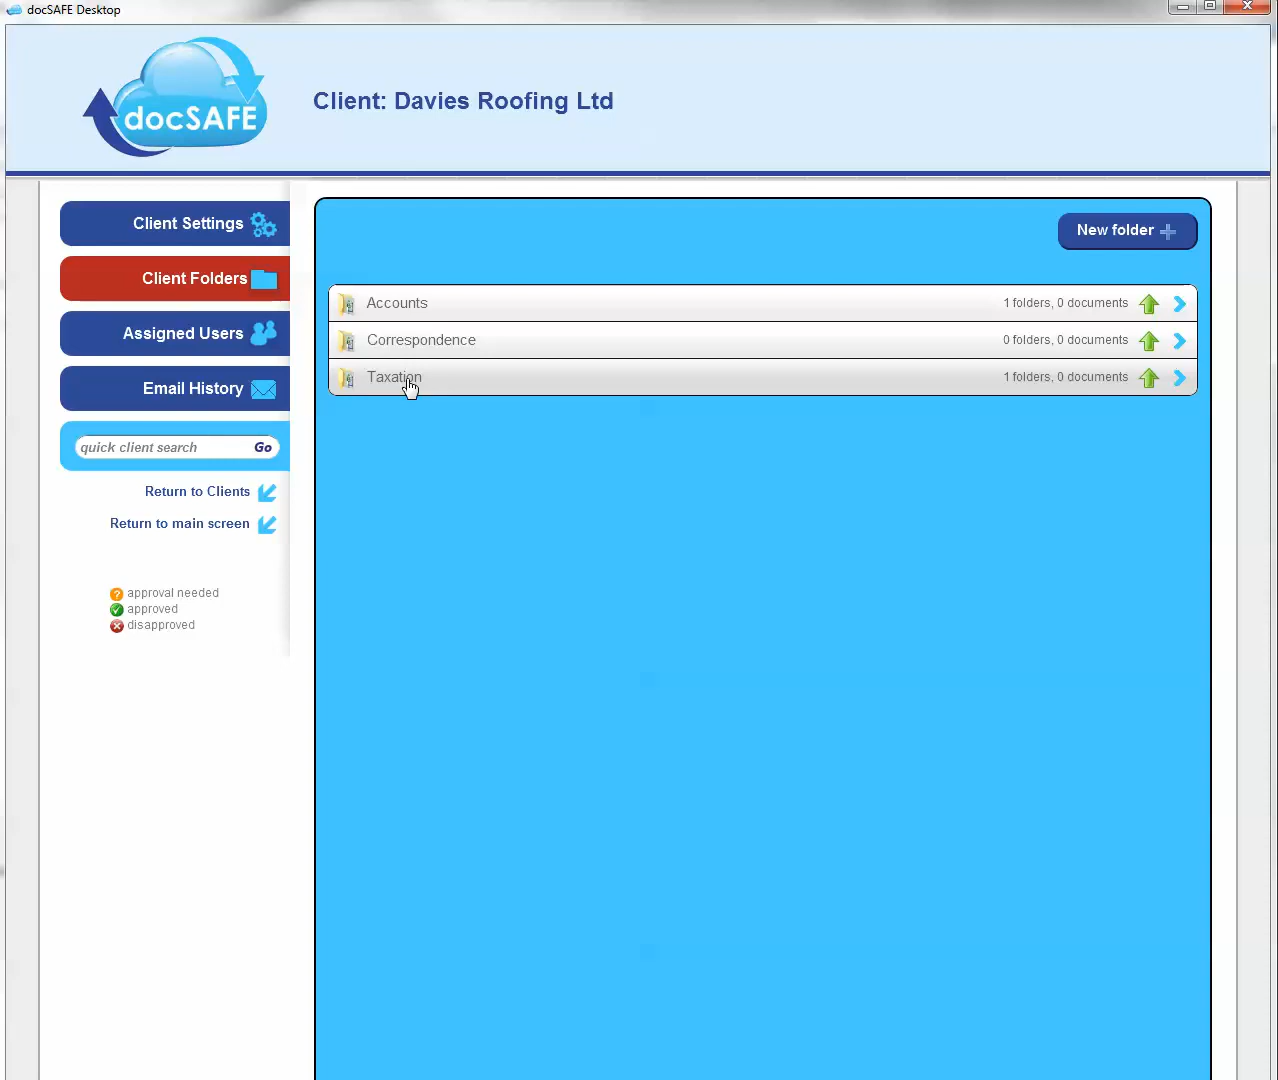 docSAFE Desktop
docSAFE
Client: Davies Roofing Ltd
Client Settings
Client Folders
Assigned Users
Email History
quick client search Go
Return to Clients
Return to main screen
? approval needed
approved
disapproved
New folder
Accounts 1 folders, 0 documents
Correspondence 0 folders, 0 documents
Taxation 1 folders, 0 documents